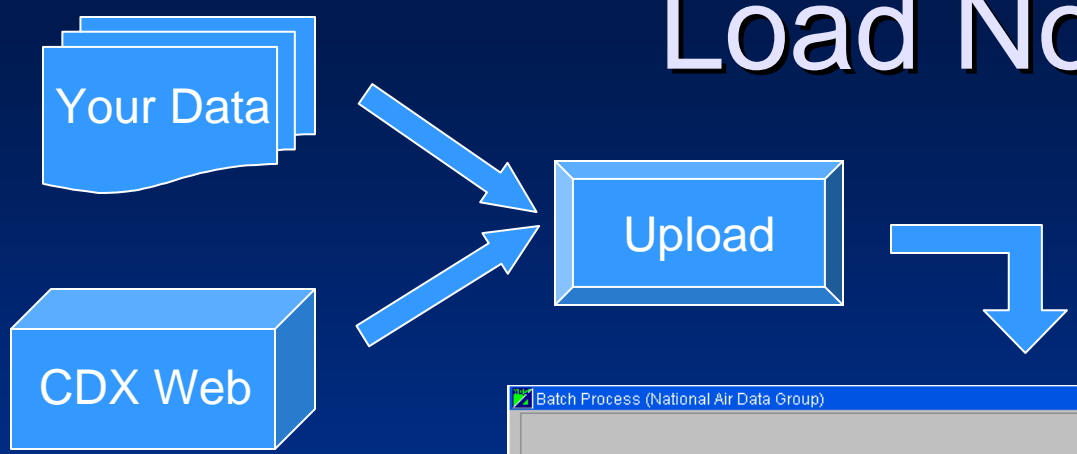 Load No
Your Data
Upload
CDX Web
Batch Process (National Air Data Group)